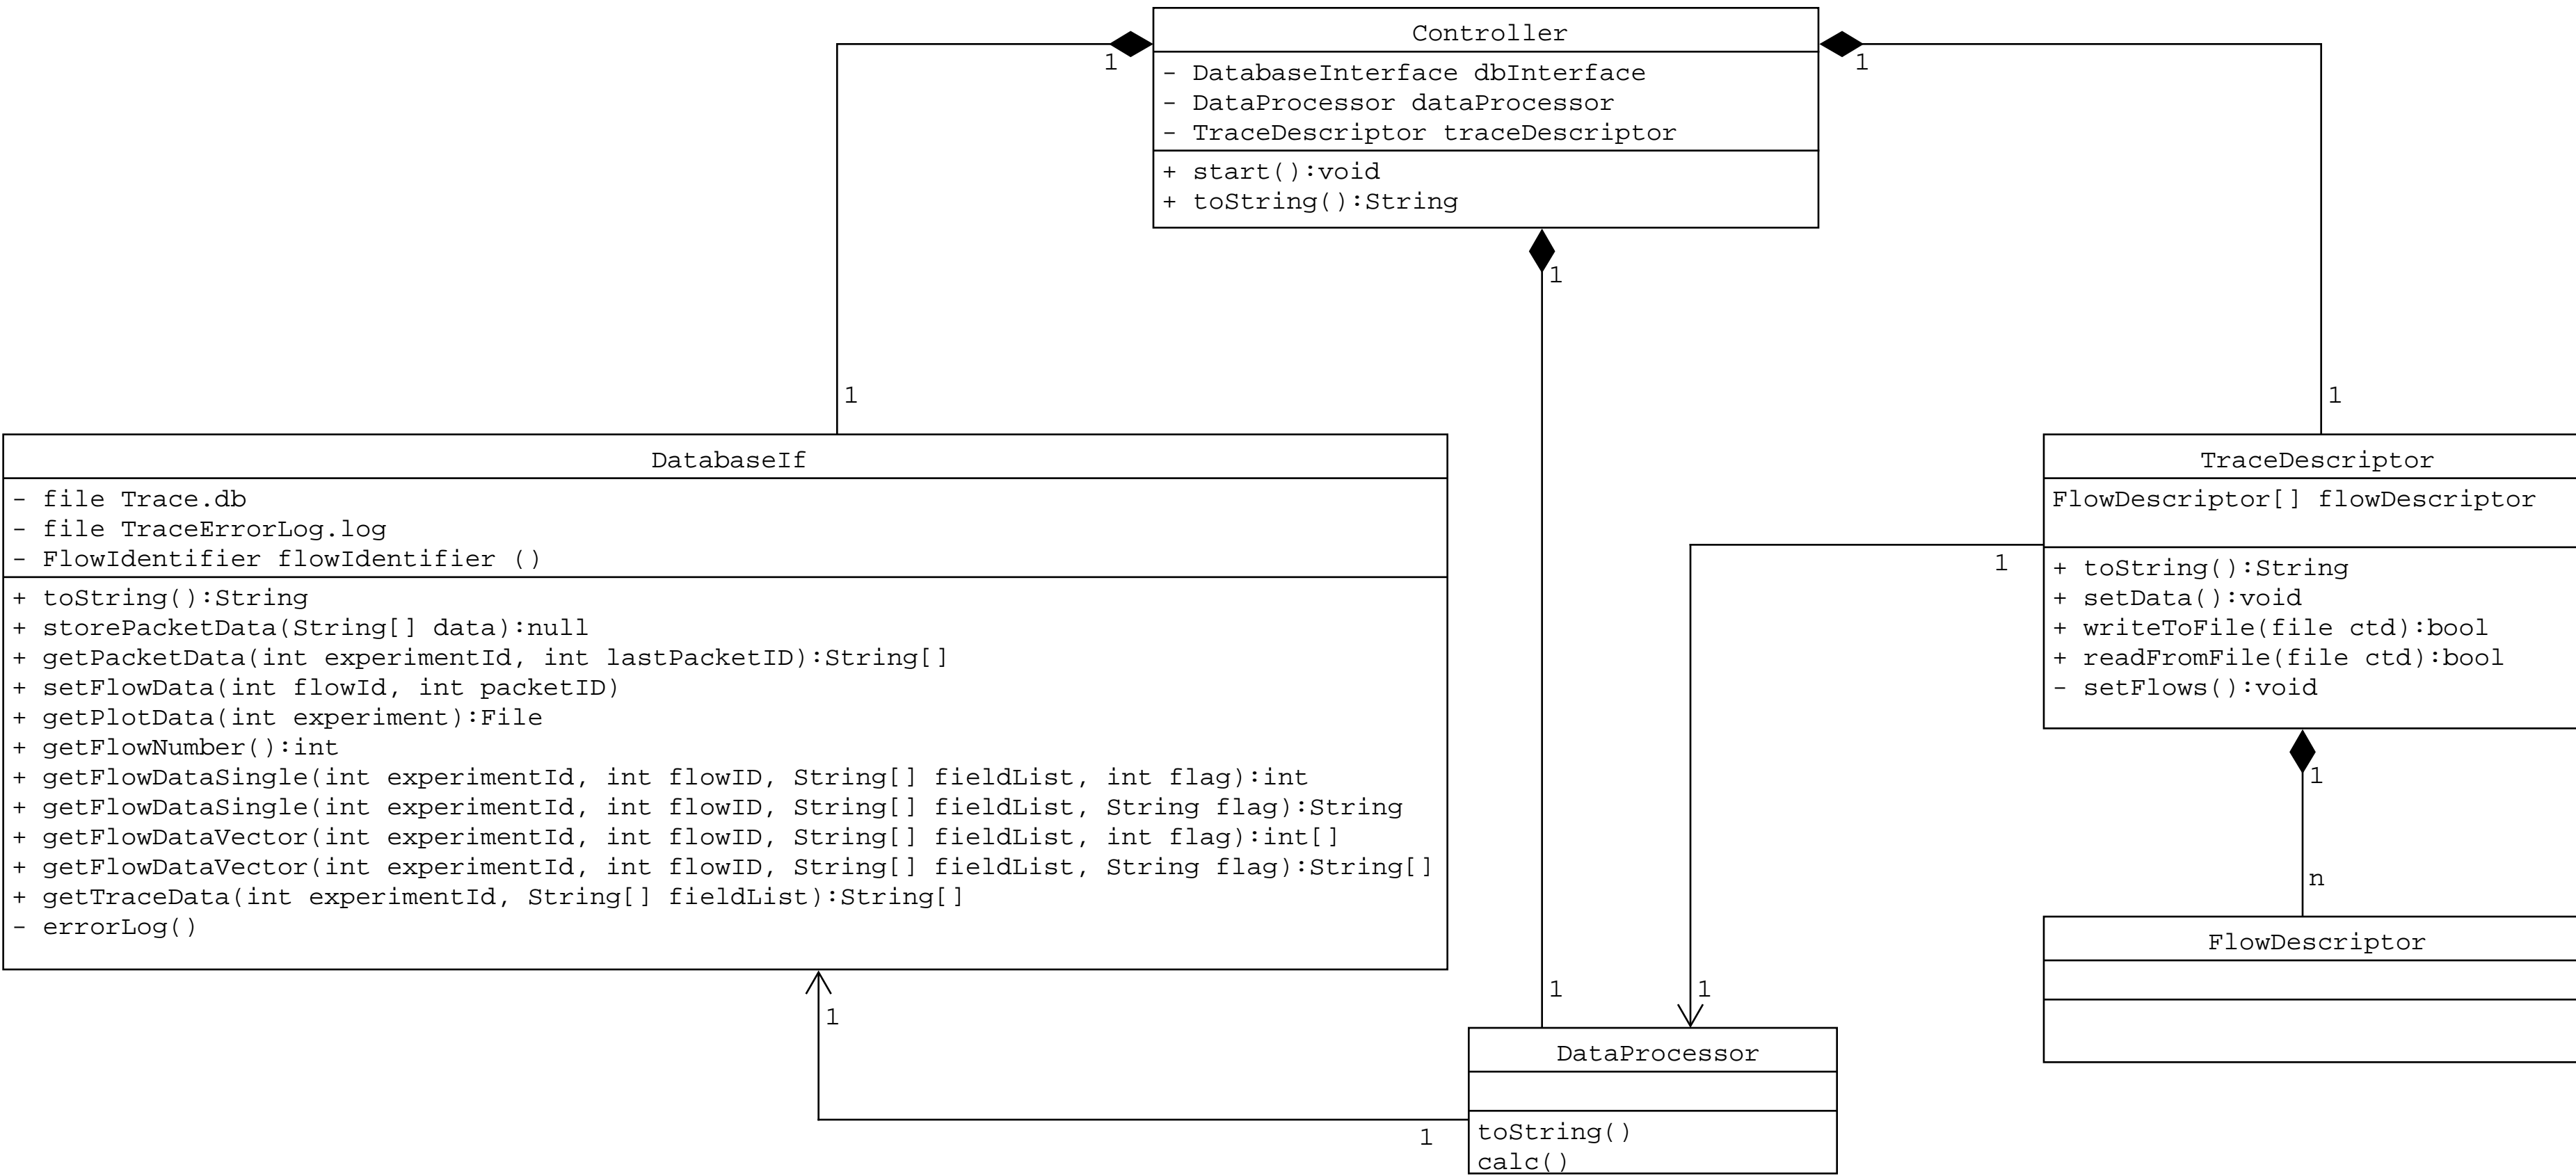 Controller
- DatabaseInterface dbInterface
- DataProcessor dataProcessor
- TraceDescriptor traceDescriptor
+ start():void
+ toString():String
1
1
1
1
1
DatabaseIf
- file Trace.db
- file TraceErrorLog.log
- FlowIdentifier flowIdentifier ()
+ toString():String
+ storePacketData(String[] data):null
+ getPacketData(int experimentId, int lastPacketID):String[]
+ setFlowData(int flowId, int packetID)
+ getPlotData(int experiment):File
+ getFlowNumber():int
+ getFlowDataSingle(int experimentId, int flowID, String[] fieldList, int flag):int
+ getFlowDataSingle(int experimentId, int flowID, String[] fieldList, String flag):String
+ getFlowDataVector(int experimentId, int flowID, String[] fieldList, int flag):int[]
+ getFlowDataVector(int experimentId, int flowID, String[] fieldList, String flag):String[]
+ getTraceData(int experimentId, String[] fieldList):String[]
- errorLog()
TraceDescriptor
FlowDescriptor[] flowDescriptor
+ toString():String
+ setData():void
+ writeToFile(file ctd):bool
+ readFromFile(file ctd):bool
- setFlows():void
1
1
n
FlowDescriptor
1
1
1
DataProcessor
toString()
calc()
1